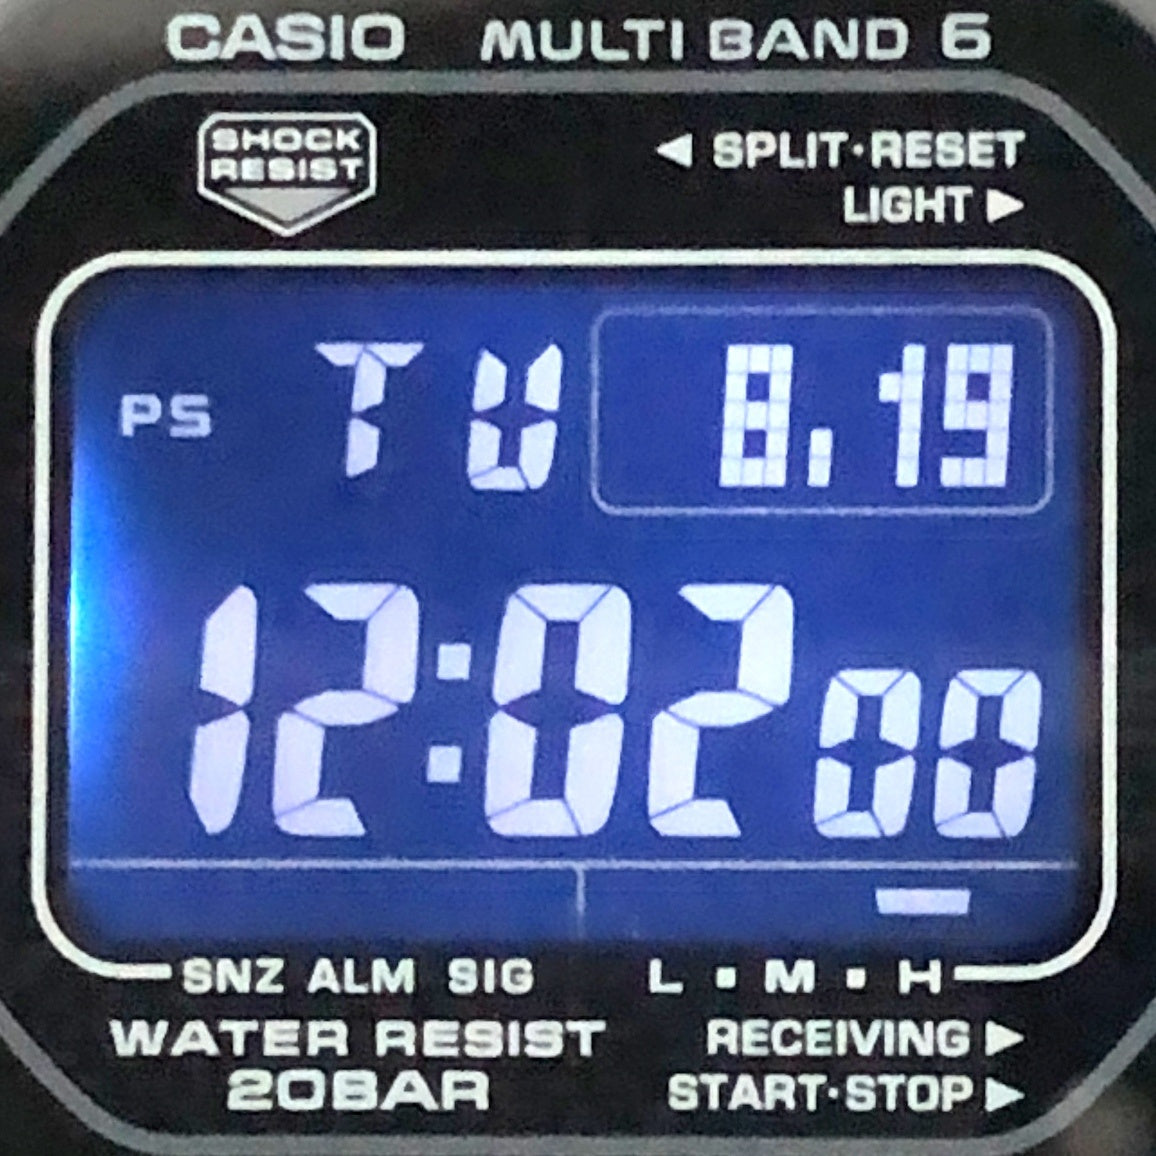 CASIO MULTI BAND 6
SHOCK
RESIST
SPLIT·RESET
LIGHT
PS TU 8.19
12:02 00
SNZ ALM SIG L · M · H
WATER RESIST RECEIVING
20BAR START·STOP